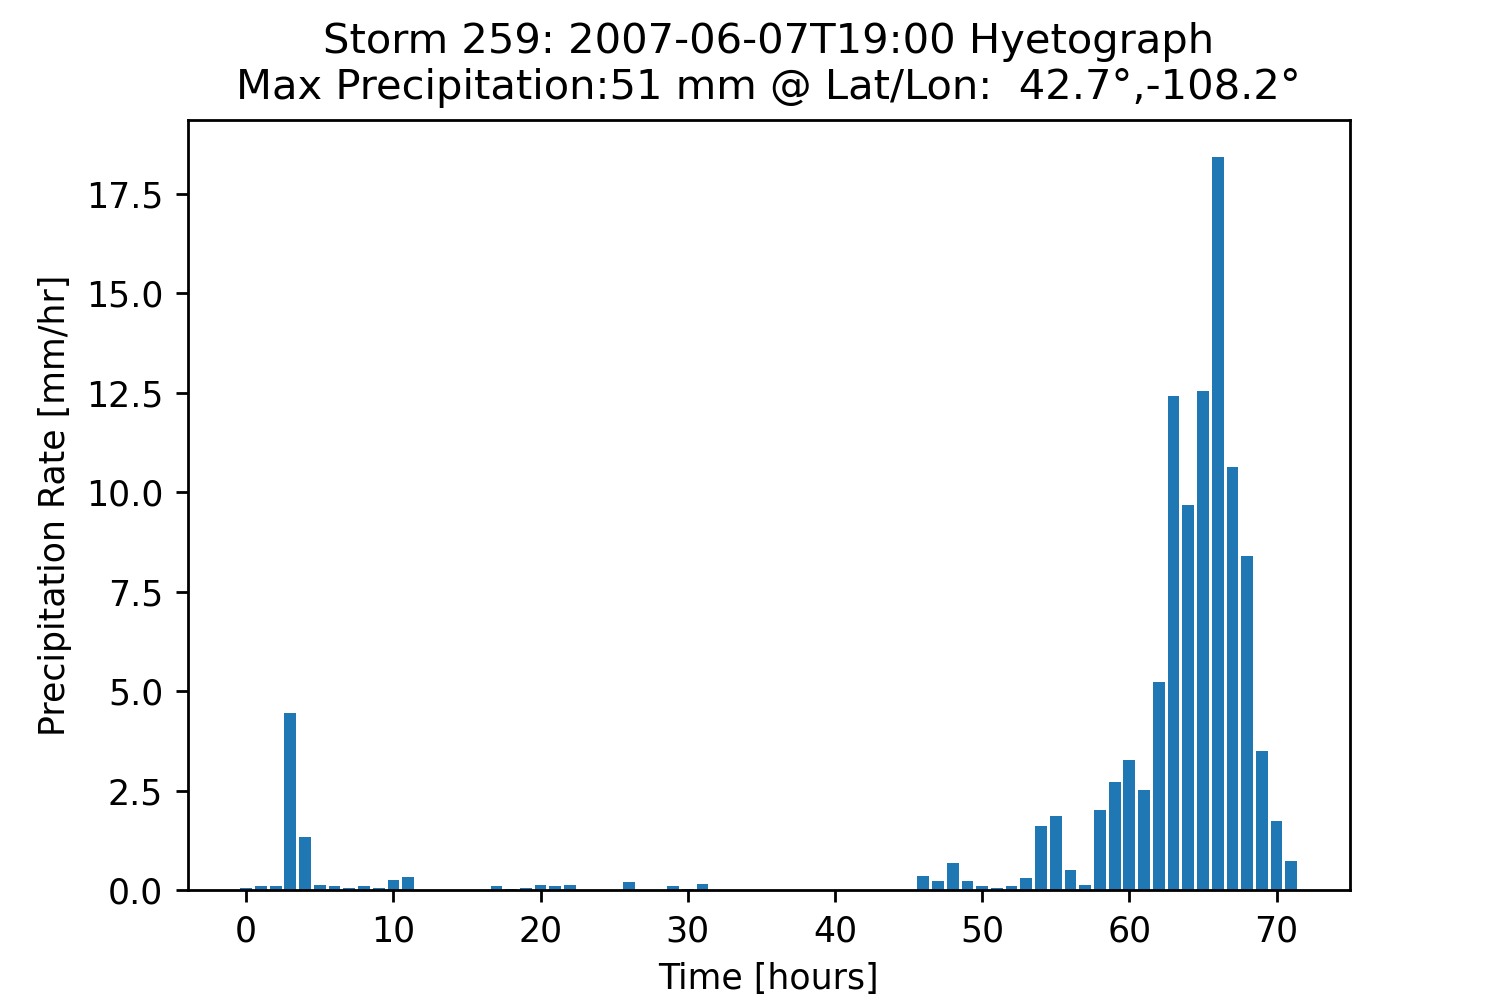 Storm 259: 2007-06-07T19:00 Hyetograph
Max Precipitation:51 mm @ Lat/Lon:  42.7°,-108.2°
17.5
15.0
12.5
10.0
7.5
5.0
2.5
0.0
Precipitation Rate [mm/hr]
0 10 20 30 40 50 60 70
Time [hours]